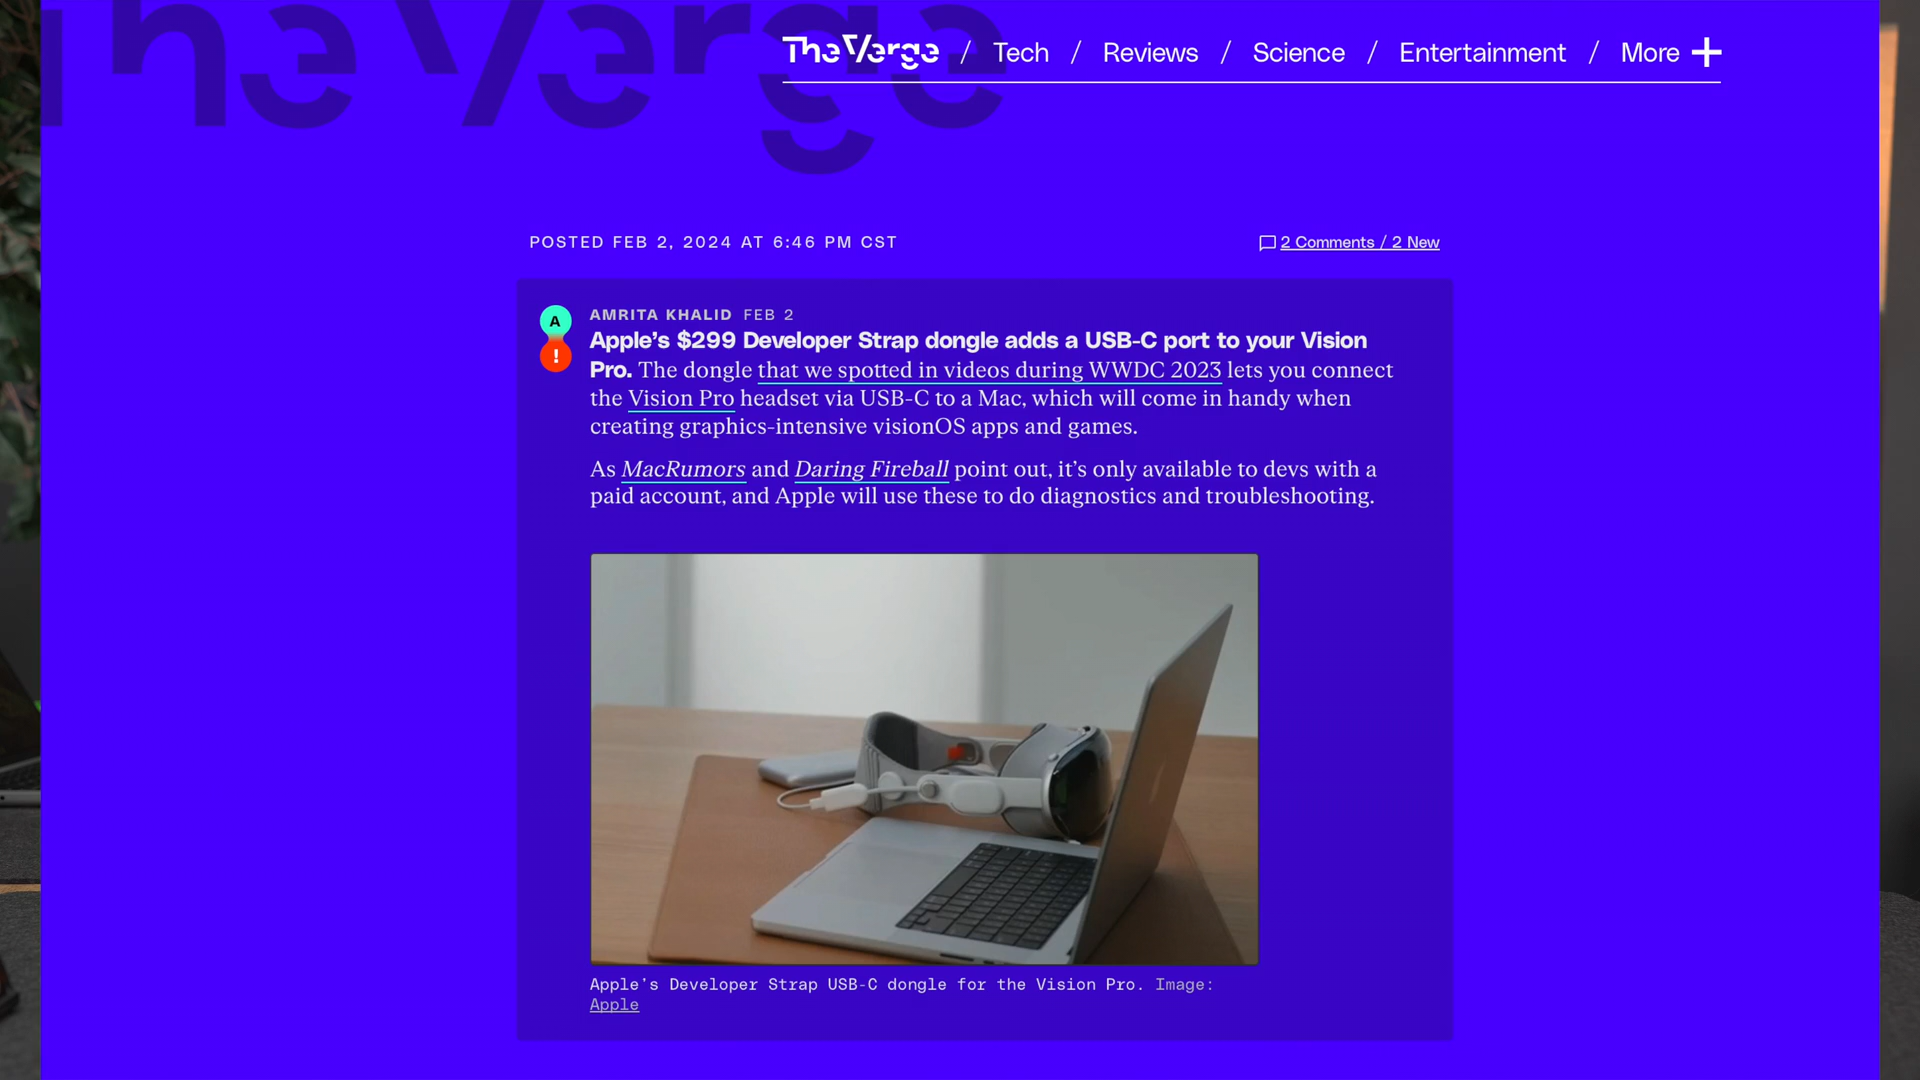 The Verge
The Verge / Tech / Reviews / Science / Entertainment / More
POSTED FEB 2, 2024 AT 6:46 PM CST
2 Comments / 2 New
A
!
AMRITA KHALID FEB 2
Apple’s $299 Developer Strap dongle adds a USB-C port to your Vision
Pro. The dongle that we spotted in videos during WWDC 2023 lets you connect
the Vision Pro headset via USB-C to a Mac, which will come in handy when
creating graphics-intensive visionOS apps and games.
As MacRumors and Daring Fireball point out, it’s only available to devs with a
paid account, and Apple will use these to do diagnostics and troubleshooting.
Apple's Developer Strap USB-C dongle for the Vision Pro. Image:
Apple